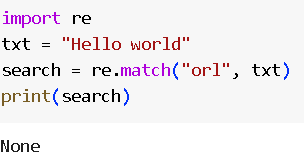 import re
txt = "Hello world"
search = re.match("orl", txt)
print(search)
None